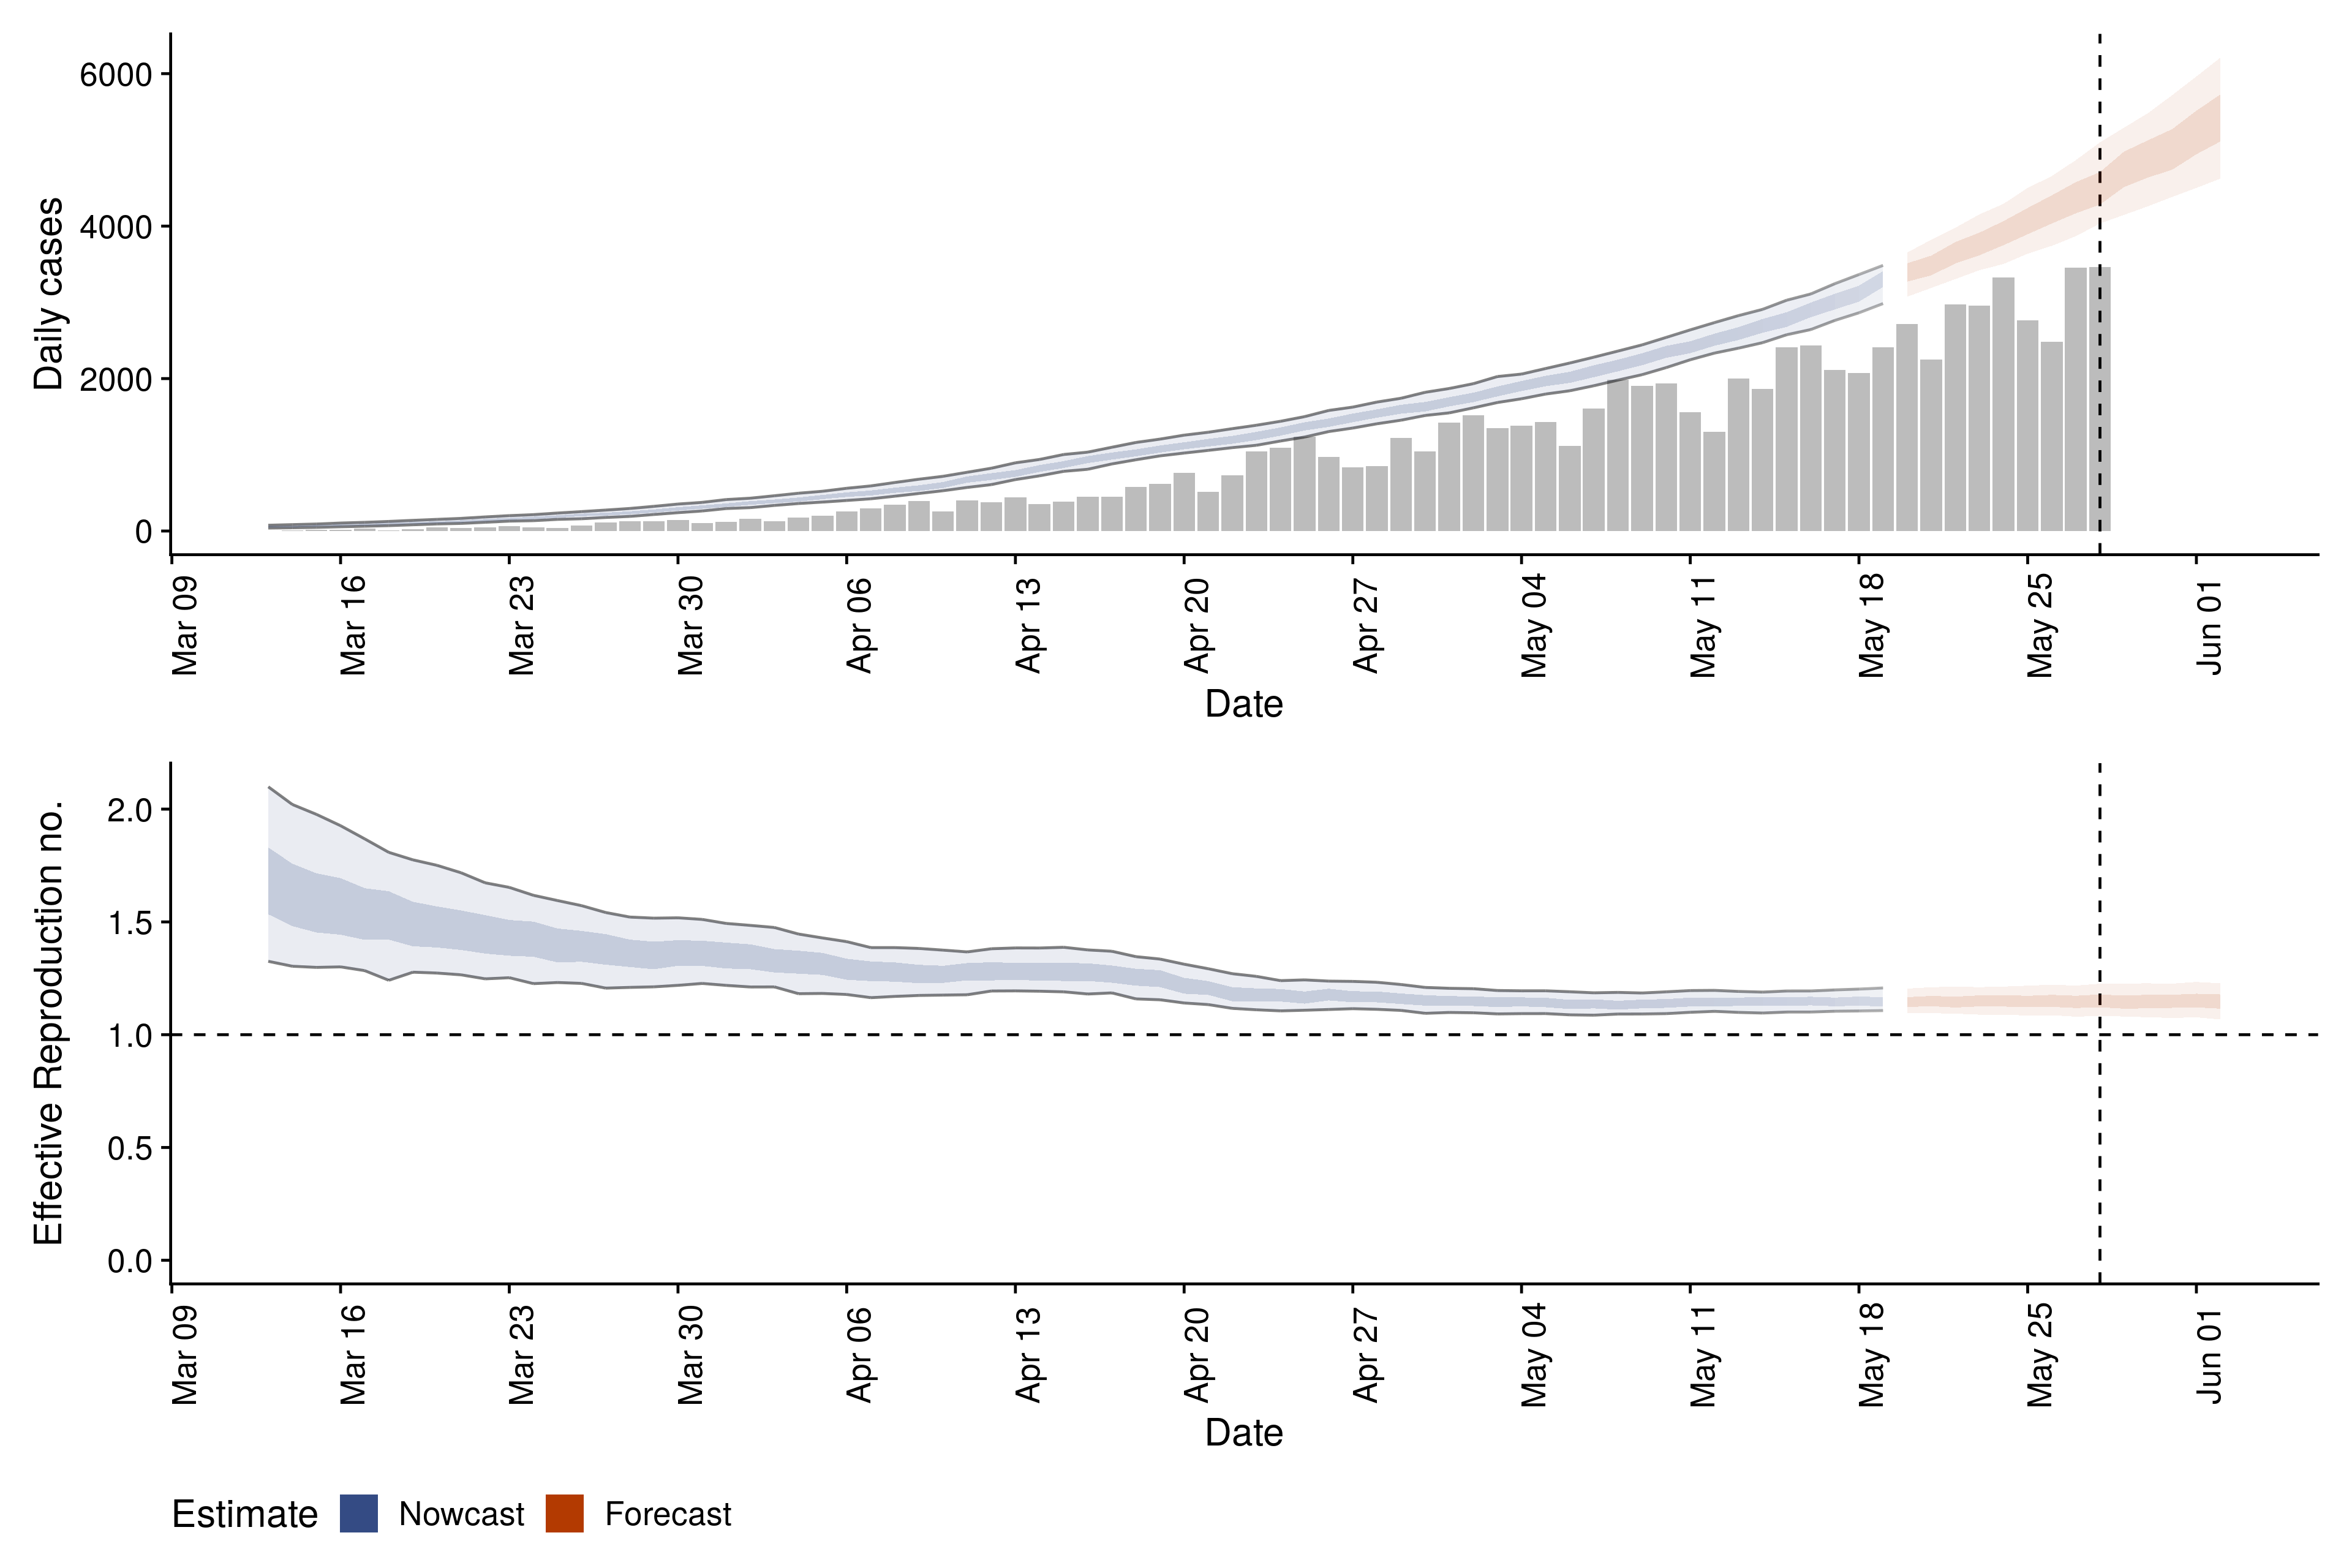 Daily cases
6000
4000
2000
0
Mar 09
Mar 16
Mar 23
Mar 30
Apr 06
Apr 13
Apr 20
Apr 27
May 04
May 11
May 18
May 25
Jun 01
Date
Effective Reproduction no.
2.0
1.5
1.0
0.5
0.0
Mar 09
Mar 16
Mar 23
Mar 30
Apr 06
Apr 13
Apr 20
Apr 27
May 04
May 11
May 18
May 25
Jun 01
Date
Estimate Nowcast Forecast